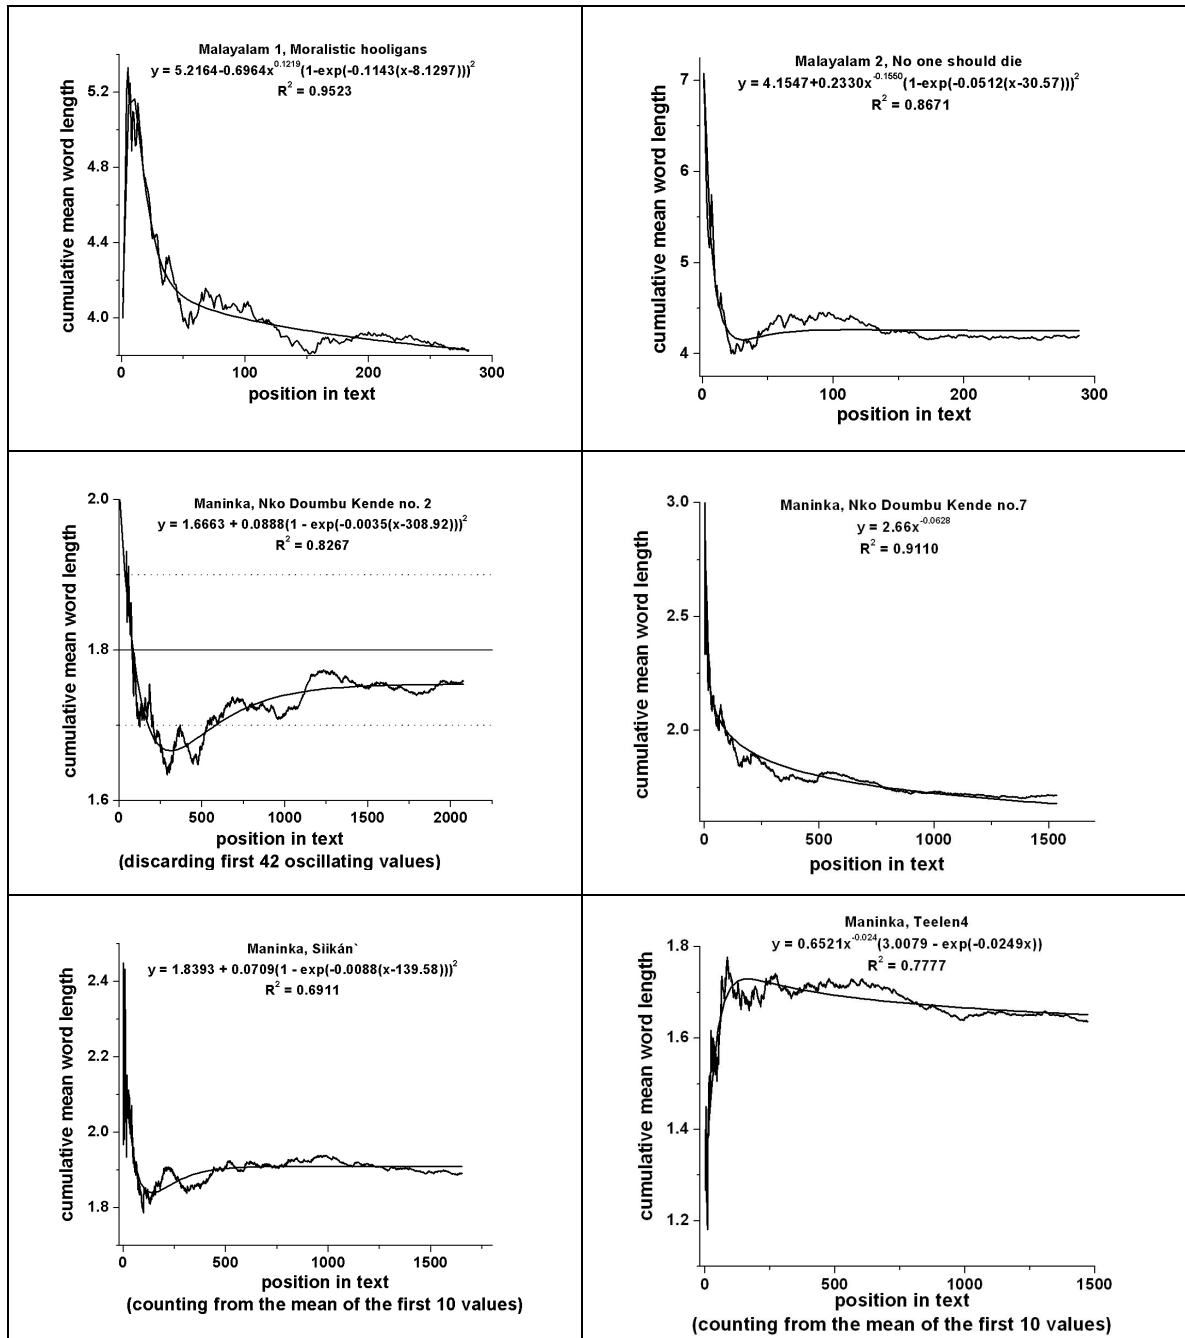 Malayalam 1, Moralistic hooligans
y = 5.2164-0.6964x^0.1219(1-exp(-0.1143(x-8.1297)))^2
R^2 = 0.9523
cumulative mean word length
5.2
4.8
4.4
4.0
0 100 200 300
position in text
Malayalam 2, No one should die
y = 4.1547+0.2330x^-0.1550(1-exp(-0.0512(x-30.57)))^2
R^2 = 0.8671
cumulative mean word length
7
6
5
4
0 100 200 300
position in text
Maninka, Nko Doumbu Kende no. 2
y = 1.6663 + 0.0888(1 - exp(-0.0035(x-308.92)))^2
R^2 = 0.8267
cumulative mean word length
2.0
1.8
1.6
0 500 1000 1500 2000
position in text
(discarding first 42 oscillating values)
Maninka, Nko Doumbu Kende no.7
y = 2.66x^-0.0628
R^2 = 0.9110
cumulative mean word length
3.0
2.5
2.0
0 500 1000 1500
position in text
Maninka, Sìikán`
y = 1.8393 + 0.0709(1 - exp(-0.0088(x-139.58)))^2
R^2 = 0.6911
cumulative mean word length
2.4
2.2
2.0
1.8
0 500 1000 1500
position in text
(counting from the mean of the first 10 values)
Maninka, Teelen4
y = 0.6521x^-0.024(3.0079 - exp(-0.0249x))
R^2 = 0.7777
cumulative mean word length
1.8
1.6
1.4
1.2
0 500 1000 1500
position in text
(counting from the mean of the first 10 values)